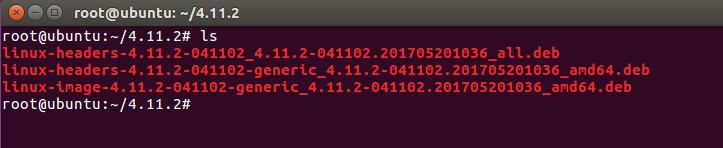 root@ubuntu: ~/4.11.2
root@ubuntu:~/4.11.2# ls
linux-headers-4.11.2-041102_4.11.2-041102.201705201036_all.deb
linux-headers-4.11.2-041102-generic_4.11.2-041102.201705201036_amd64.deb
linux-image-4.11.2-041102-generic_4.11.2-041102.201705201036_amd64.deb
root@ubuntu:~/4.11.2#